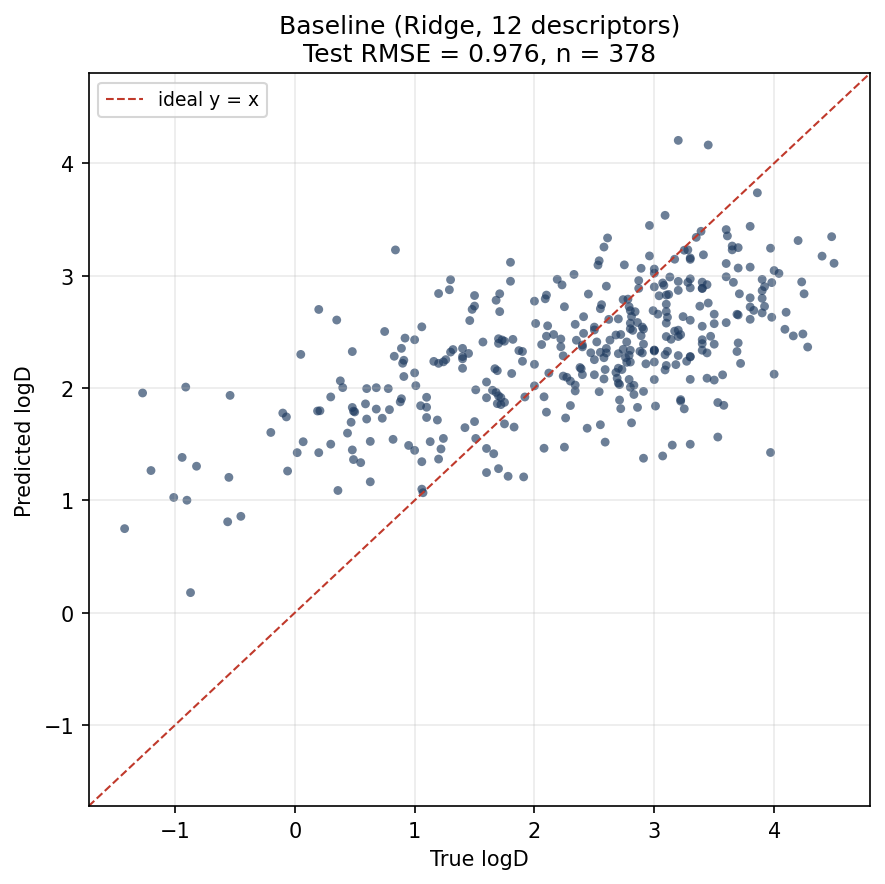 Baseline (Ridge, 12 descriptors)
Test RMSE = 0.976, n = 378
ideal y = x
4
3
2
1
0
−1
Predicted logD
−1
0
1
2
3
4
True logD